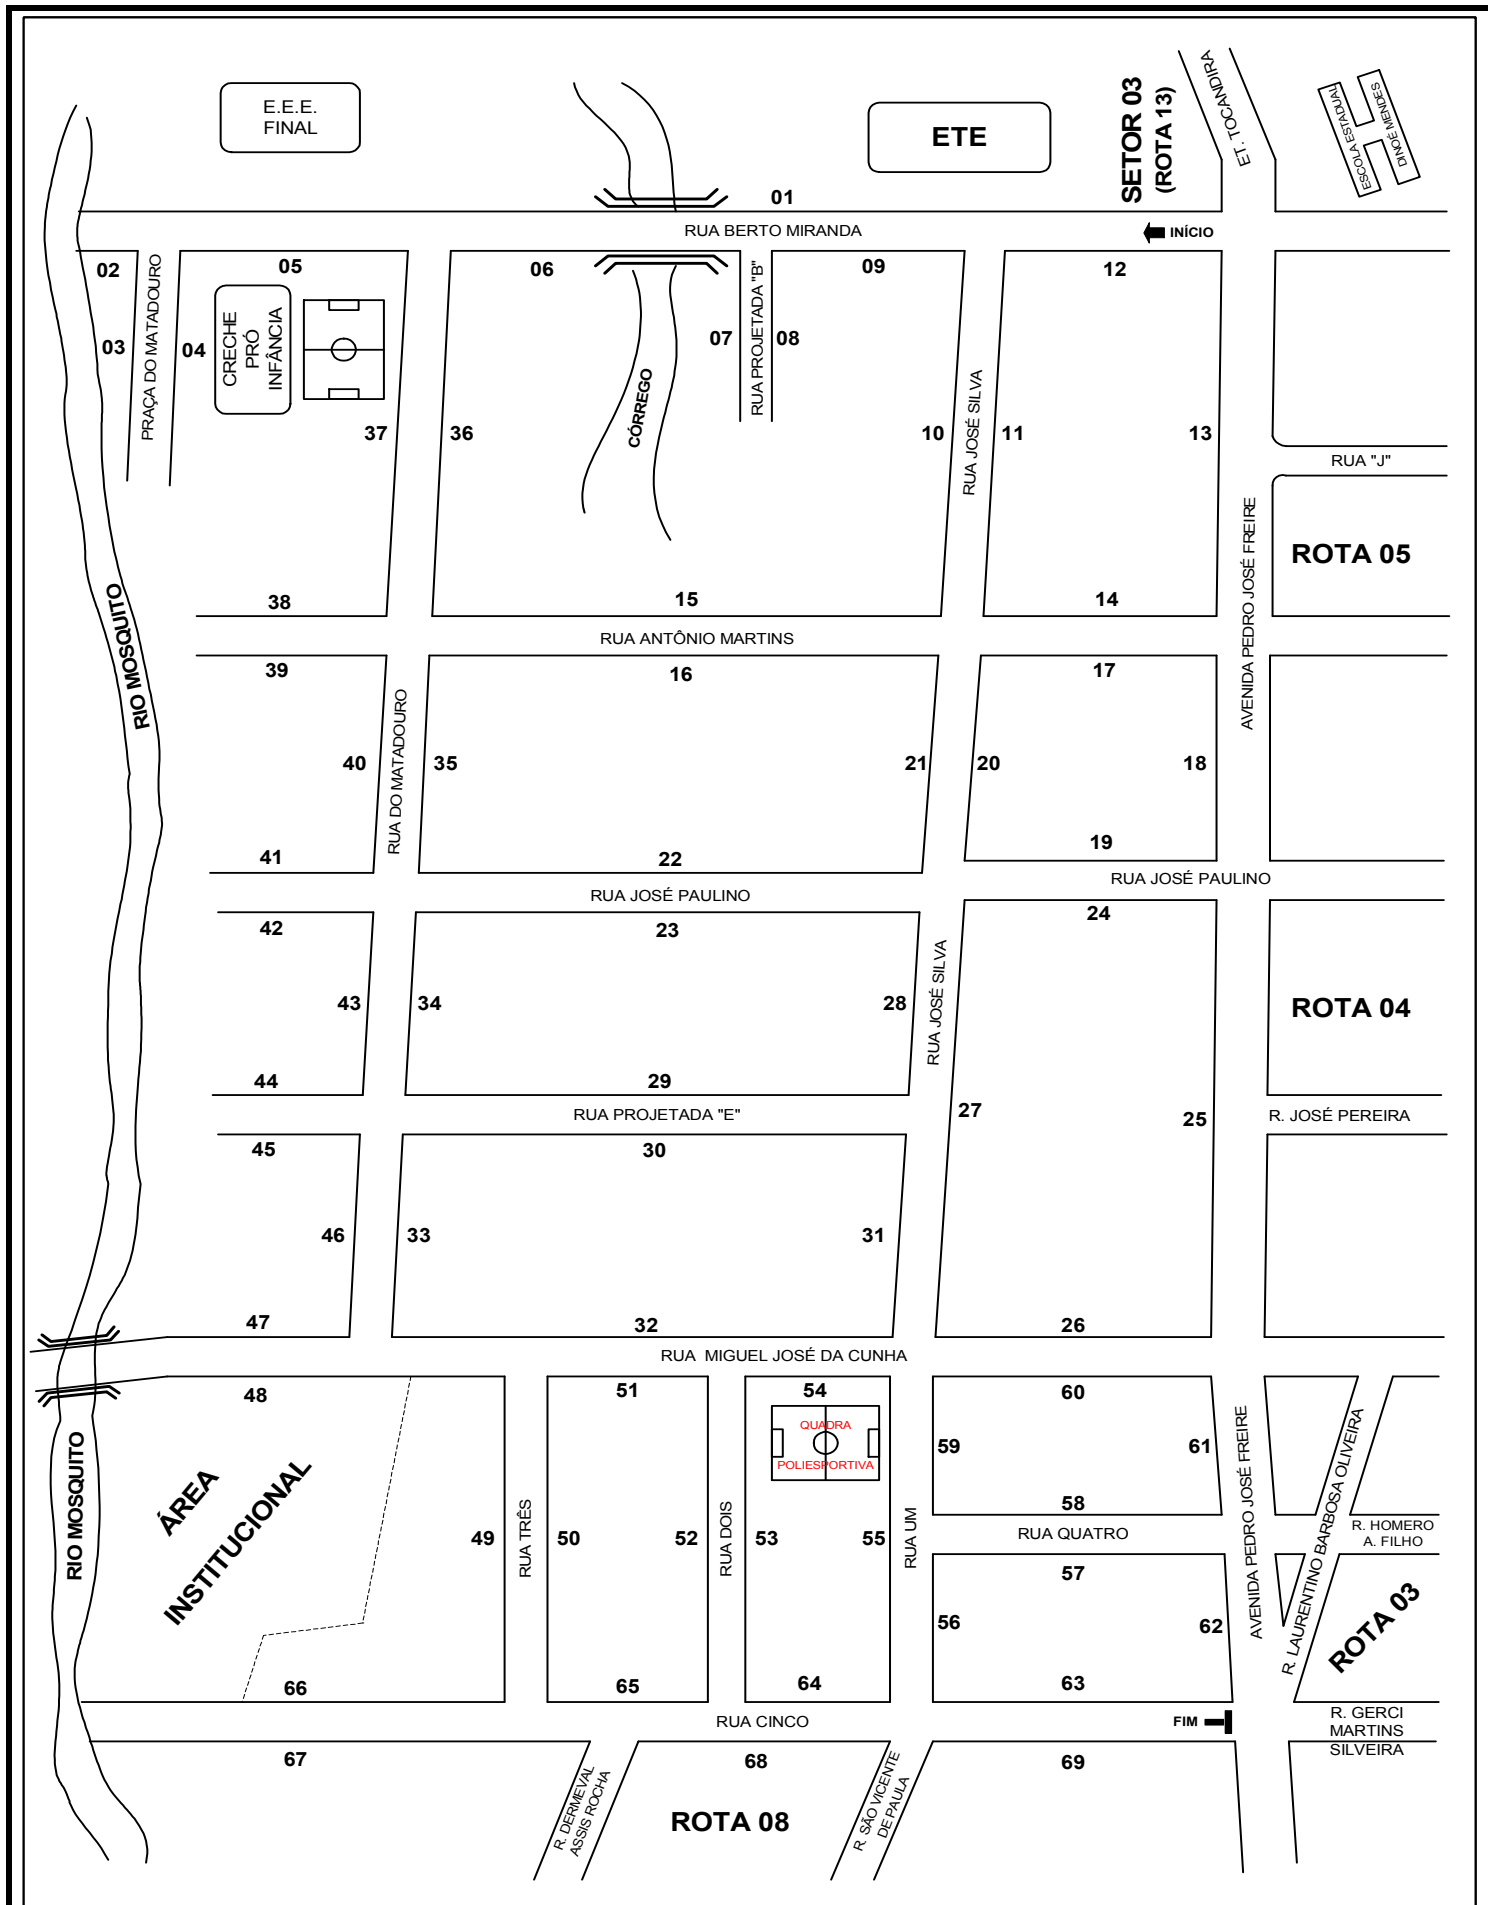 E.E.E.
FINAL
ETE
SETOR 03
(ROTA 13)
ET. TOCANDIRA
ESCOLA ESTADUAL
DINOÉ MENDES
01
RUA BERTO MIRANDA
INÍCIO
02
05
06
09
12
03
PRAÇA DO MATADOURO
04
CRECHE
PRÓ
INFÂNCIA
07
RUA PROJETADA "B"
08
CÓRREGO
37
36
10
RUA JOSÉ SILVA
11
13
RUA "J"
AVENIDA PEDRO JOSÉ FREIRE
ROTA 05
38
15
14
RIO MOSQUITO
RUA ANTÔNIO MARTINS
39
16
17
40
RUA DO MATADOURO
35
21
20
18
41
22
19
RUA JOSÉ PAULINO
RUA JOSÉ PAULINO
42
23
24
43
34
28
RUA JOSÉ SILVA
ROTA 04
44
29
27
25
RUA PROJETADA "E"
R. JOSÉ PEREIRA
45
30
46
33
31
47
32
26
RUA  MIGUEL JOSÉ DA CUNHA
48
51
54
60
QUADRA
POLIESPORTIVA
59
61
AVENIDA PEDRO JOSÉ FREIRE
R. LAURENTINO BARBOSA OLIVEIRA
RIO MOSQUITO
ÁREA
INSTITUCIONAL
58
49
RUA TRÊS
50
52
RUA DOIS
53
55
RUA UM
RUA QUATRO
R. HOMERO
A. FILHO
57
56
62
ROTA 03
66
65
64
63
RUA CINCO
FIM
R. GERCI
MARTINS
SILVEIRA
67
68
69
R. DERMEVAL
ASSIS ROCHA
ROTA 08
R. SÃO VICENTE
DE PAULA